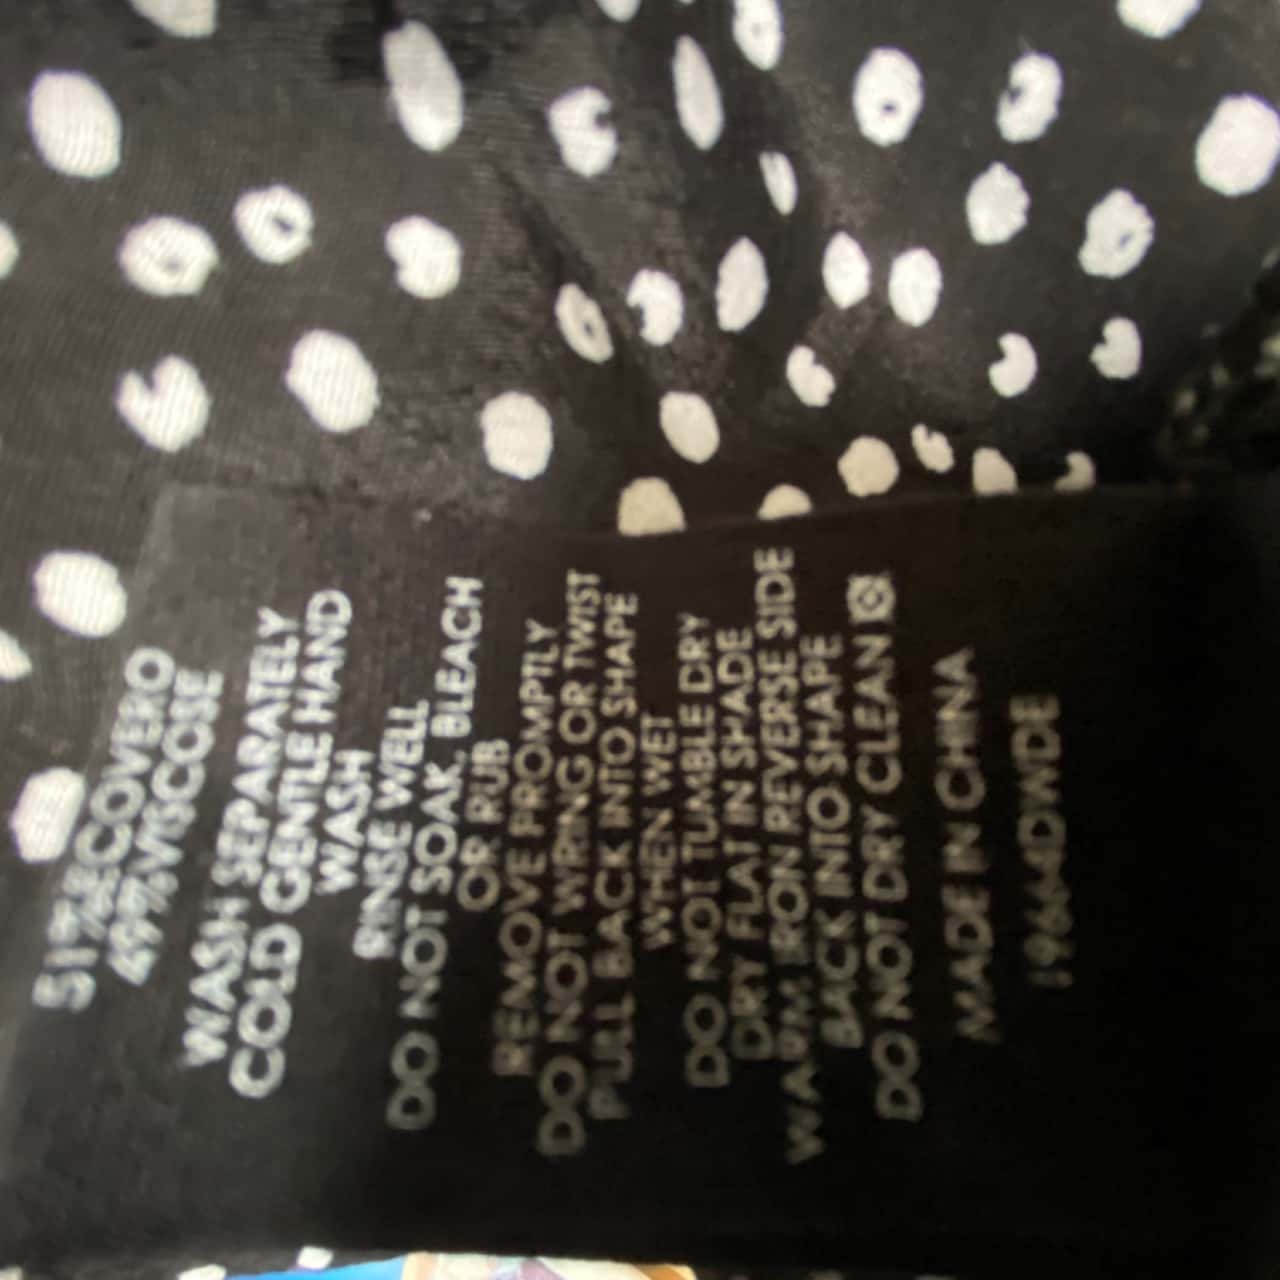 51%ECOVERO
49%VISCOSE
WASH SEPARATELY
COLD GENTLE HAND
WASH
RINSE WELL
DO NOT SOAK, BLEACH
OR RUB
REMOVE PROMPTLY
DO NOT WRING OR TWIST
PULL BACK INTO SHAPE
WHEN WET
DO NOT TUMBLE DRY
DRY FLAT IN SHADE
WARM IRON REVERSE SIDE
BACK INTO SHAPE
DO NOT DRY CLEAN
MADE IN CHINA
19664DWDE